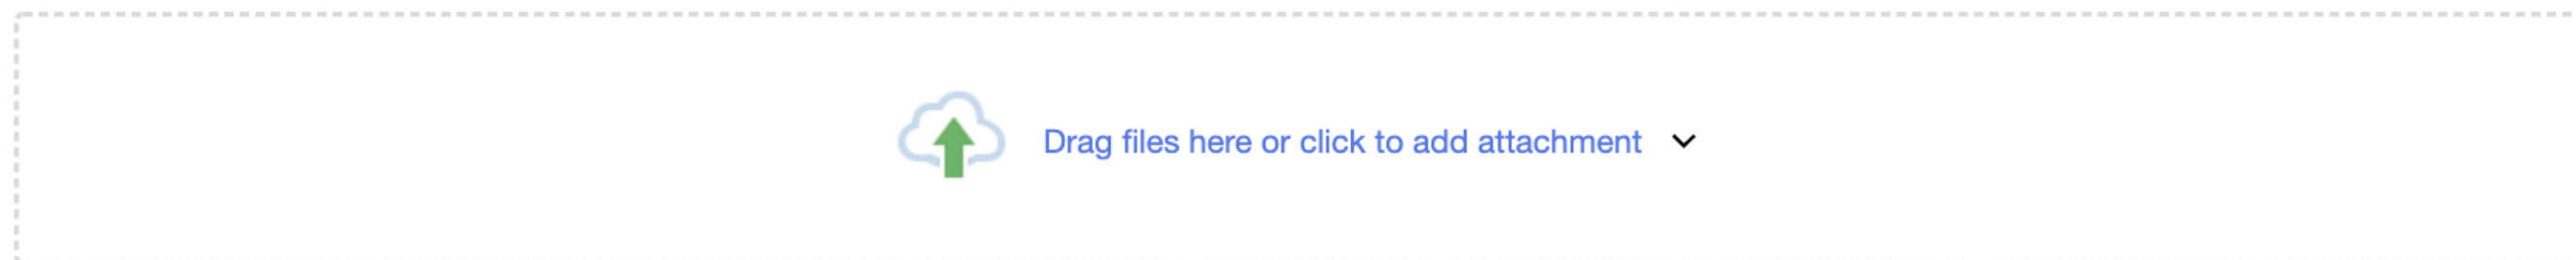 Drag files here or click to add attachment